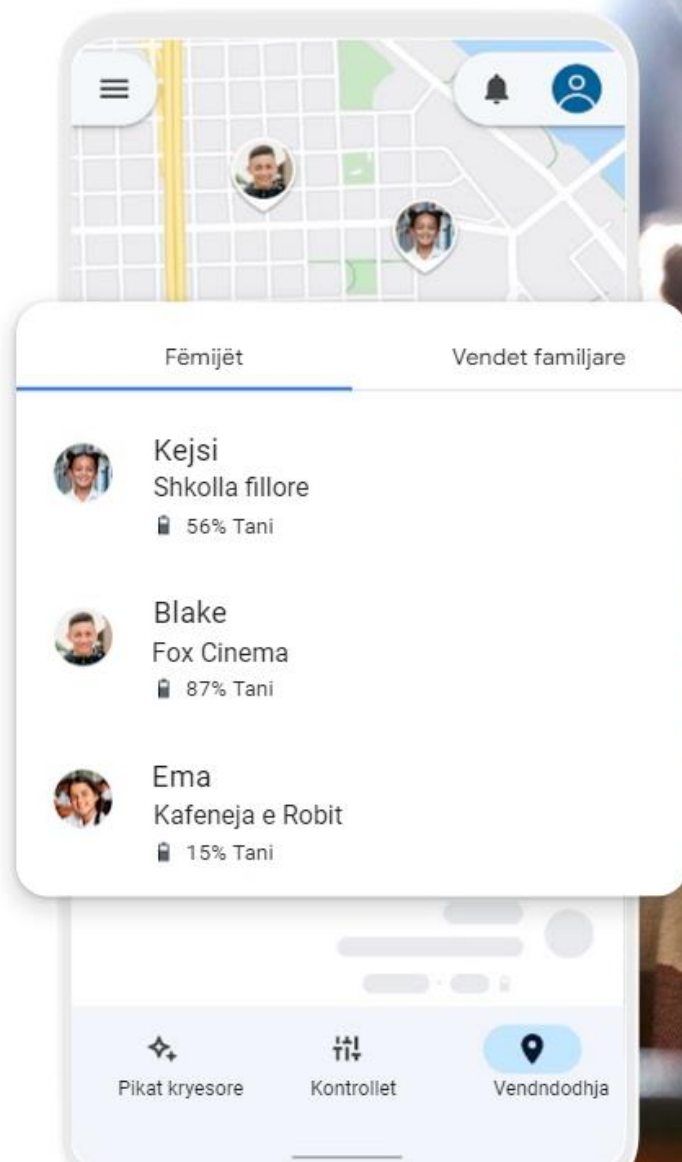 Fëmijët
Vendet familjare
Kejsi
Shkolla fillore
56% Tani
Blake
Fox Cinema
87% Tani
Ema
Kafeneja e Robit
15% Tani
Pikat kryesore
Kontrollet
Vendndodhja